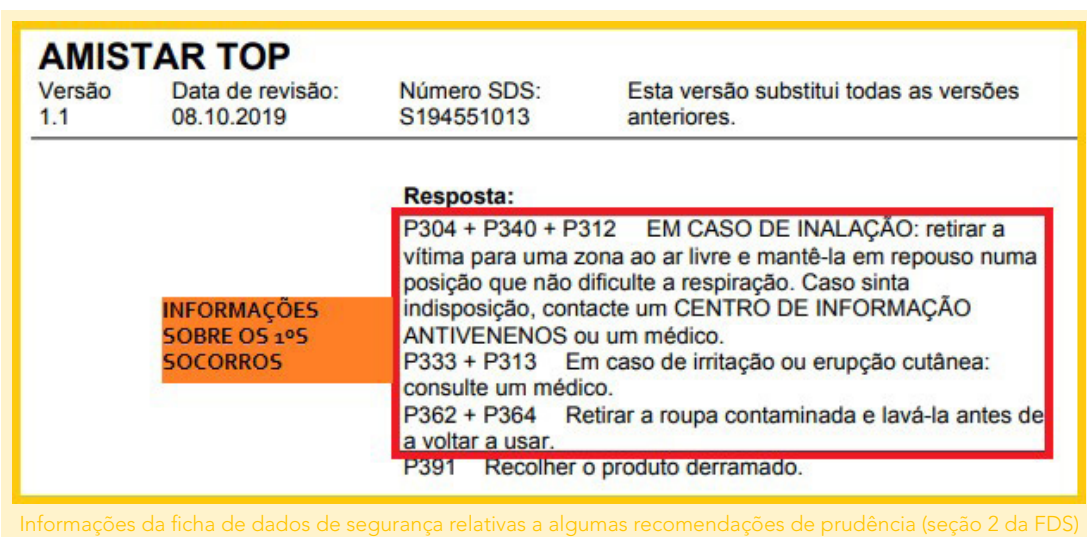 AMISTAR TOP
Versão Data de revisão: Número SDS: Esta versão substitui todas as versões
1.1 08.10.2019 S194551013 anteriores.
Resposta:
P304 + P340 + P312 EM CASO DE INALAÇÃO: retirar a
vítima para uma zona ao ar livre e mantê-la em repouso numa
posição que não dificulte a respiração. Caso sinta
indisposição, contacte um CENTRO DE INFORMAÇÃO
ANTIVENENOS ou um médico.
P333 + P313 Em caso de irritação ou erupção cutânea:
consulte um médico.
P362 + P364 Retirar a roupa contaminada e lavá-la antes de
a voltar a usar.
P391 Recolher o produto derramado.
INFORMAÇÕES
SOBRE OS 1ºS
SOCORROS
Informações da ficha de dados de segurança relativas a algumas recomendações de prudência (seção 2 da FDS)